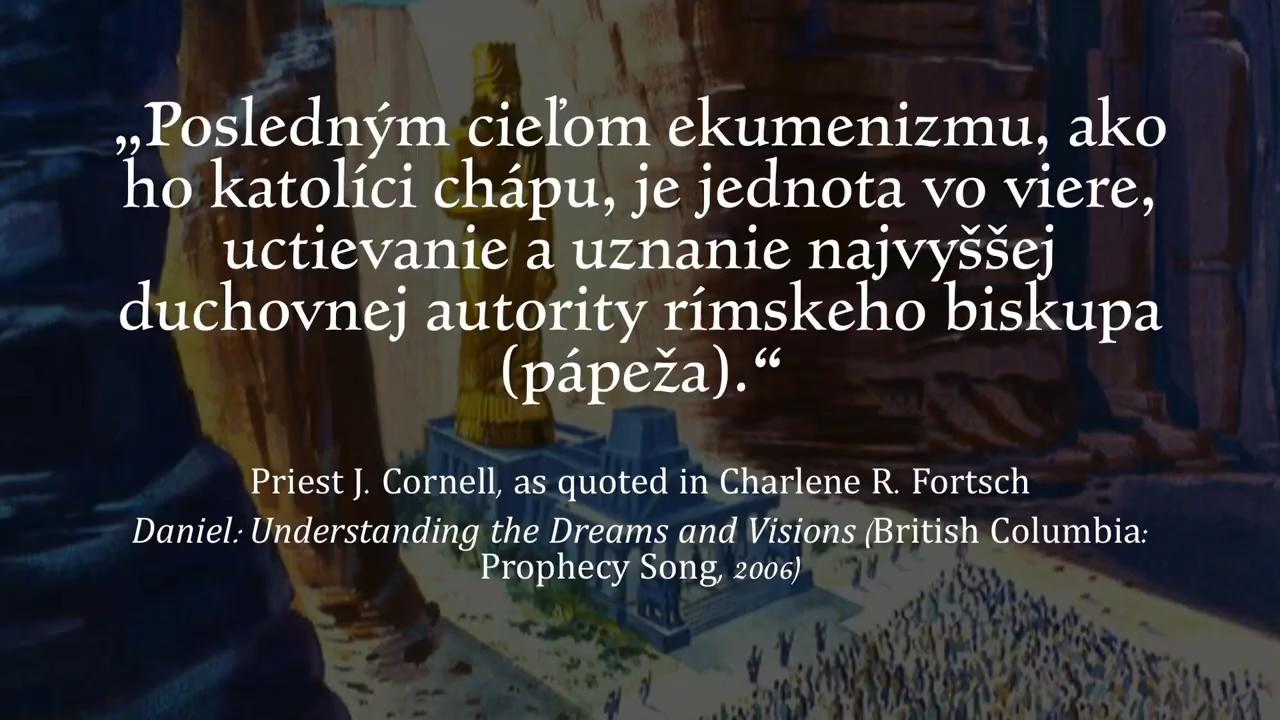 „Posledným cieľom ekumenizmu, ako
ho katolíci chápu, je jednota vo viere,
uctievanie a uznanie najvyššej
duchovnej autority rímskeho biskupa
(pápeža).“
Priest J. Cornell, as quoted in Charlene R. Fortsch
Daniel: Understanding the Dreams and Visions (British Columbia:
Prophecy Song, 2006)